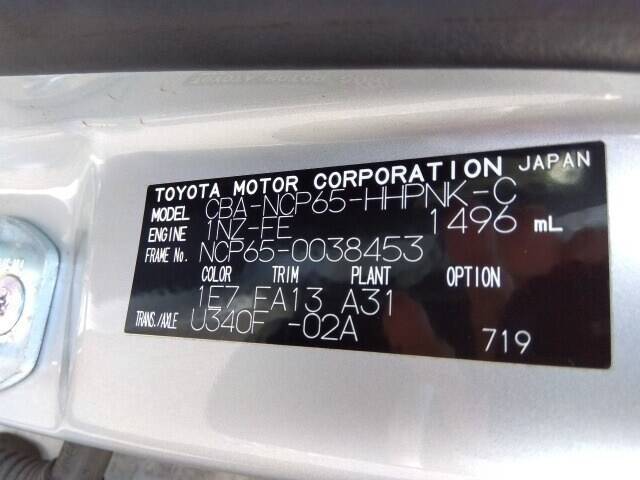 TOYOTA MOTOR CORPORATION JAPAN
MODEL CBA-NCP65-HHPNK-C
ENGINE 1NZ-FE 1496 mL
FRAME No. NCP65-0038453
COLOR TRIM PLANT OPTION
1E7 FA13 A31
TRANS./AXLE U340F -02A
719